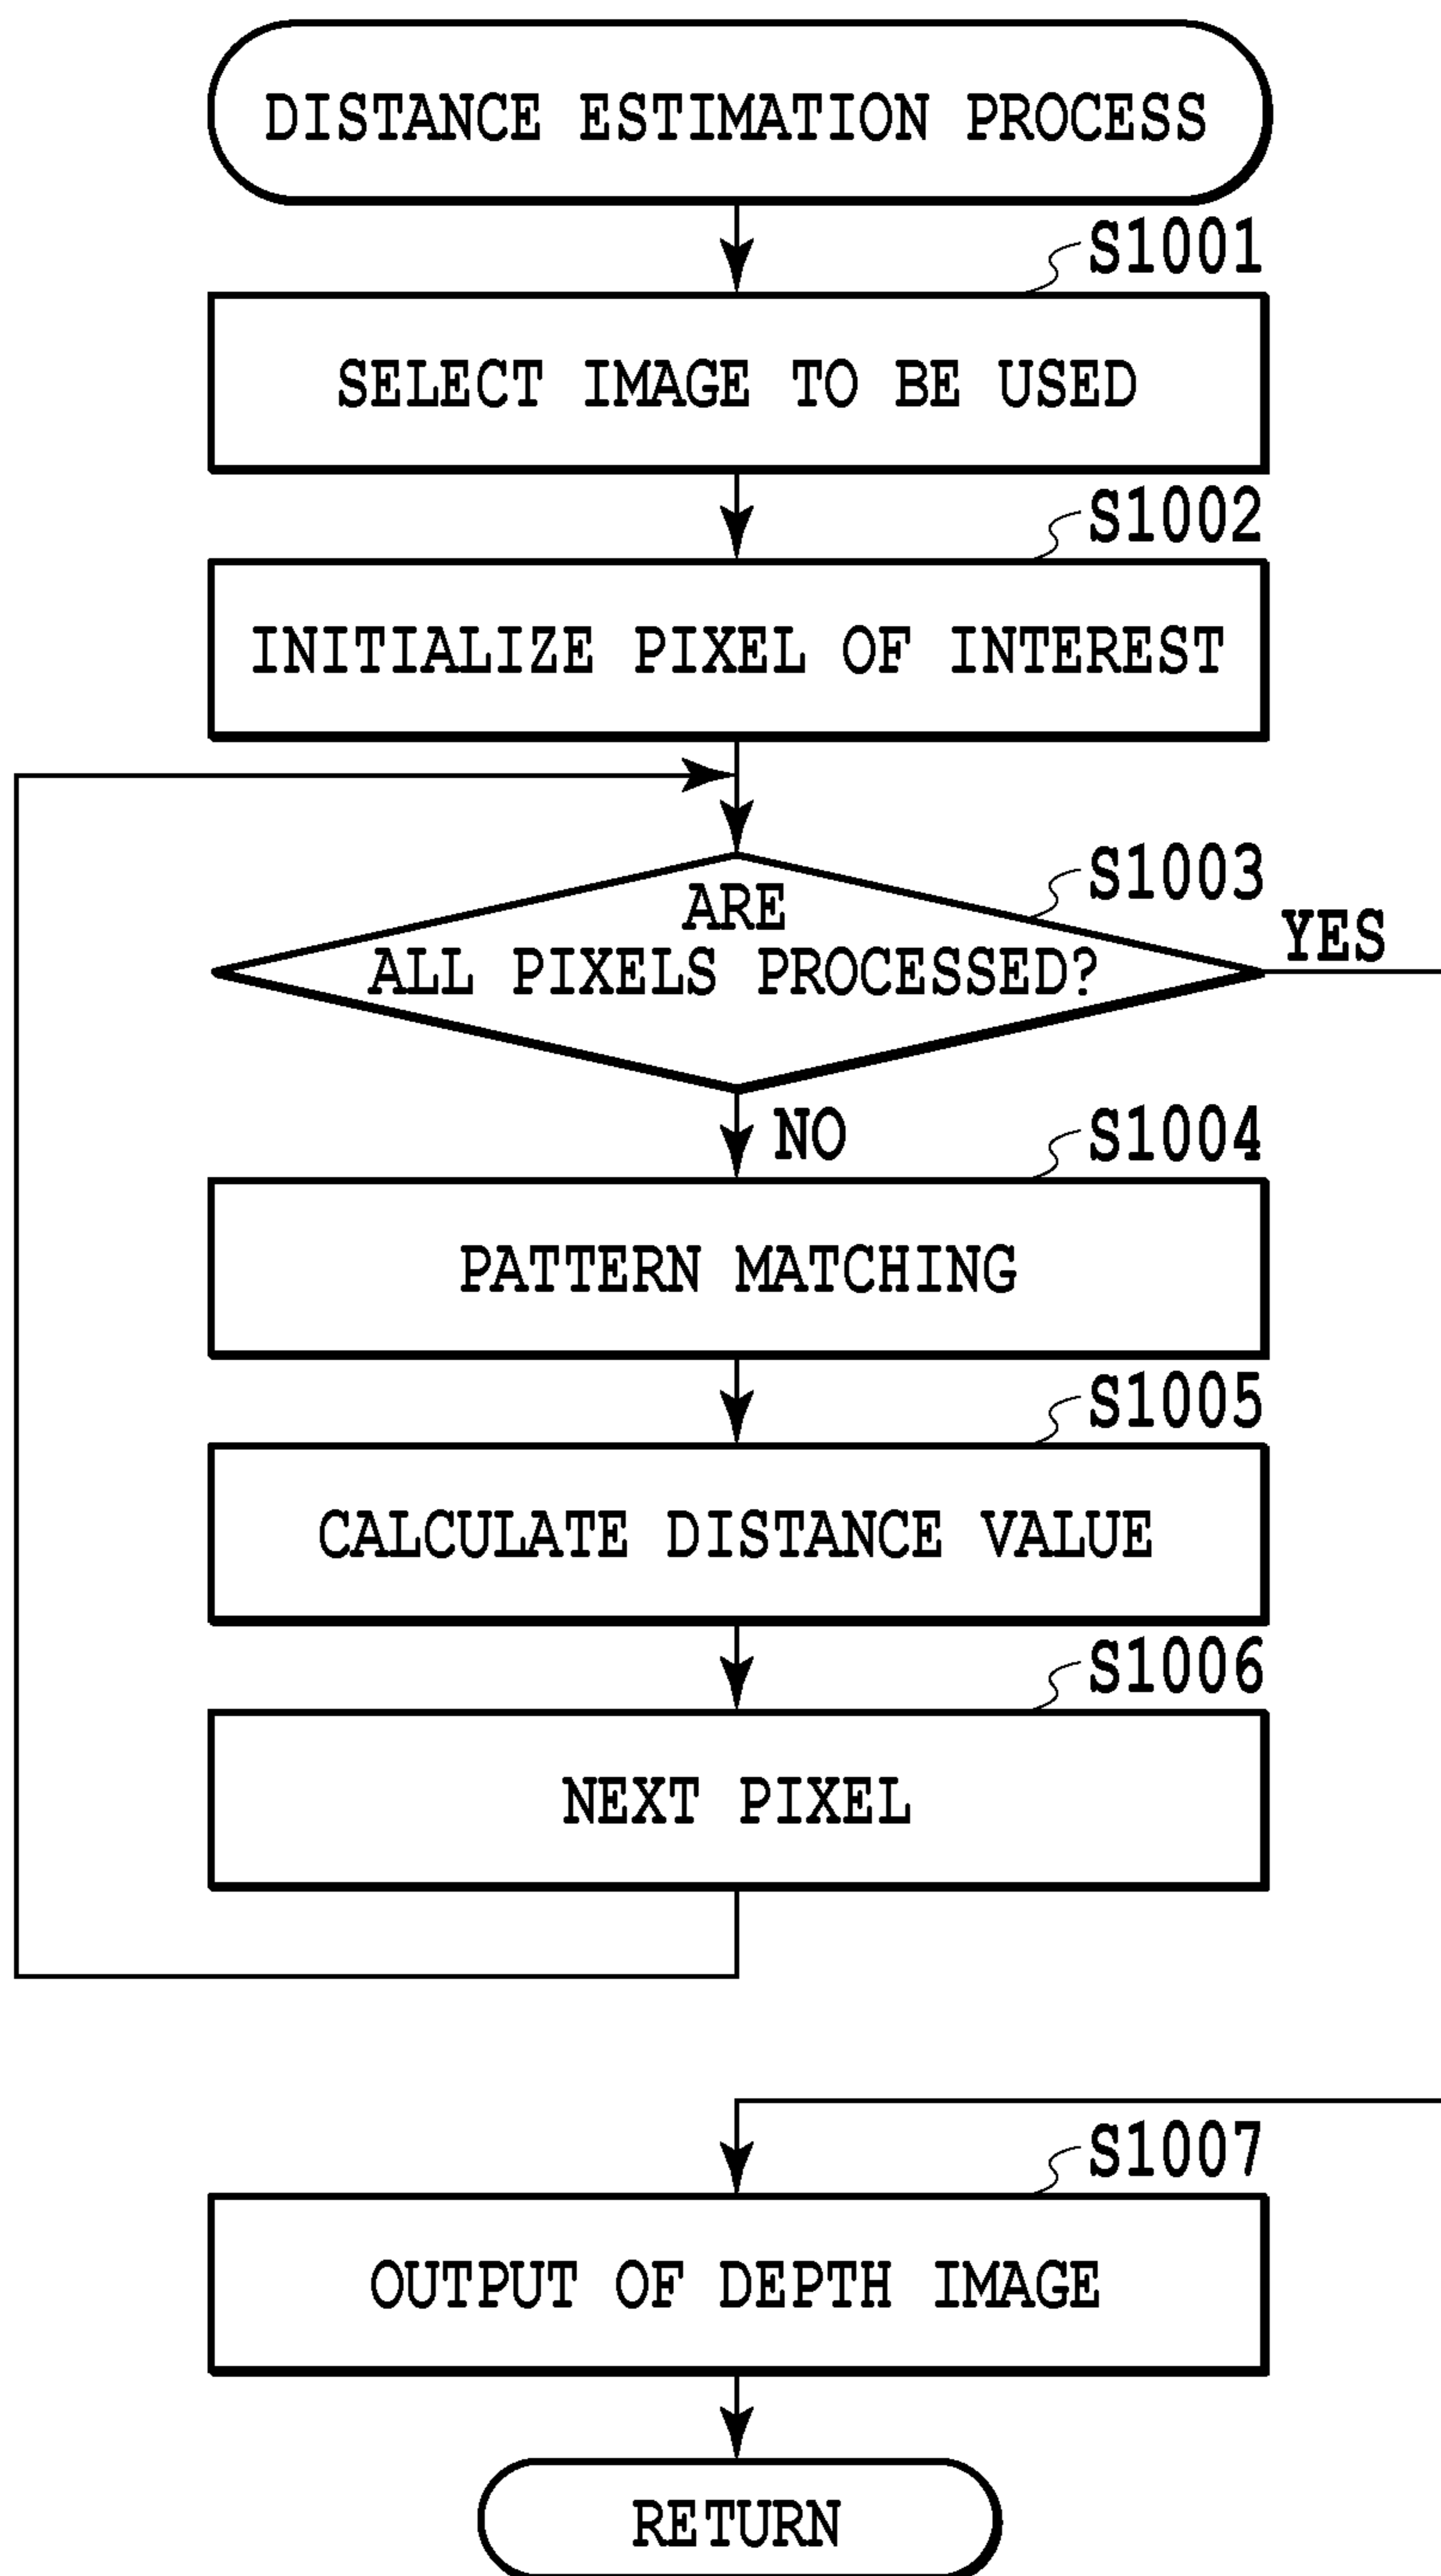 DISTANCE ESTIMATION PROCESS
S1001
SELECT IMAGE TO BE USED
S1002
INITIALIZE PIXEL OF INTEREST
S1003
ARE
ALL PIXELS PROCESSED?
YES
NO
S1004
PATTERN MATCHING
S1005
CALCULATE DISTANCE VALUE
S1006
NEXT PIXEL
S1007
OUTPUT OF DEPTH IMAGE
RETURN